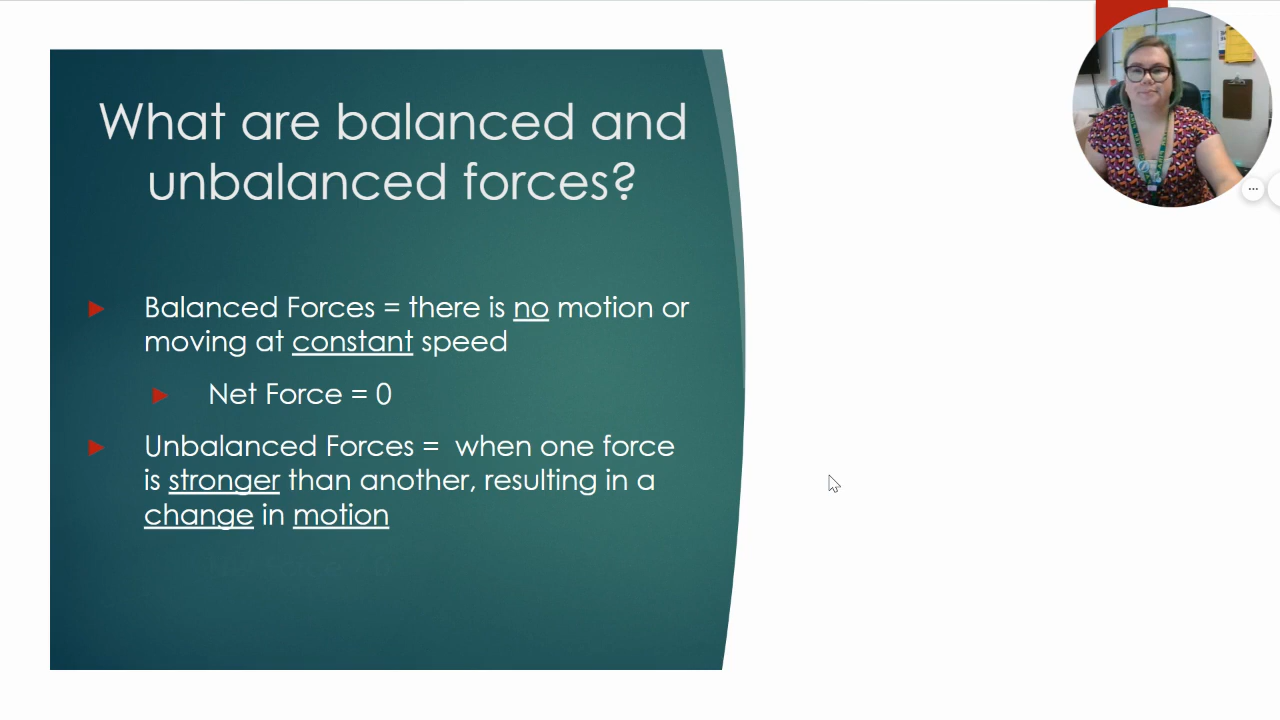 What are balanced and
unbalanced forces?
Balanced Forces = there is no motion or
moving at constant speed
Net Force = 0
Unbalanced Forces =  when one force
is stronger than another, resulting in a
change in motion